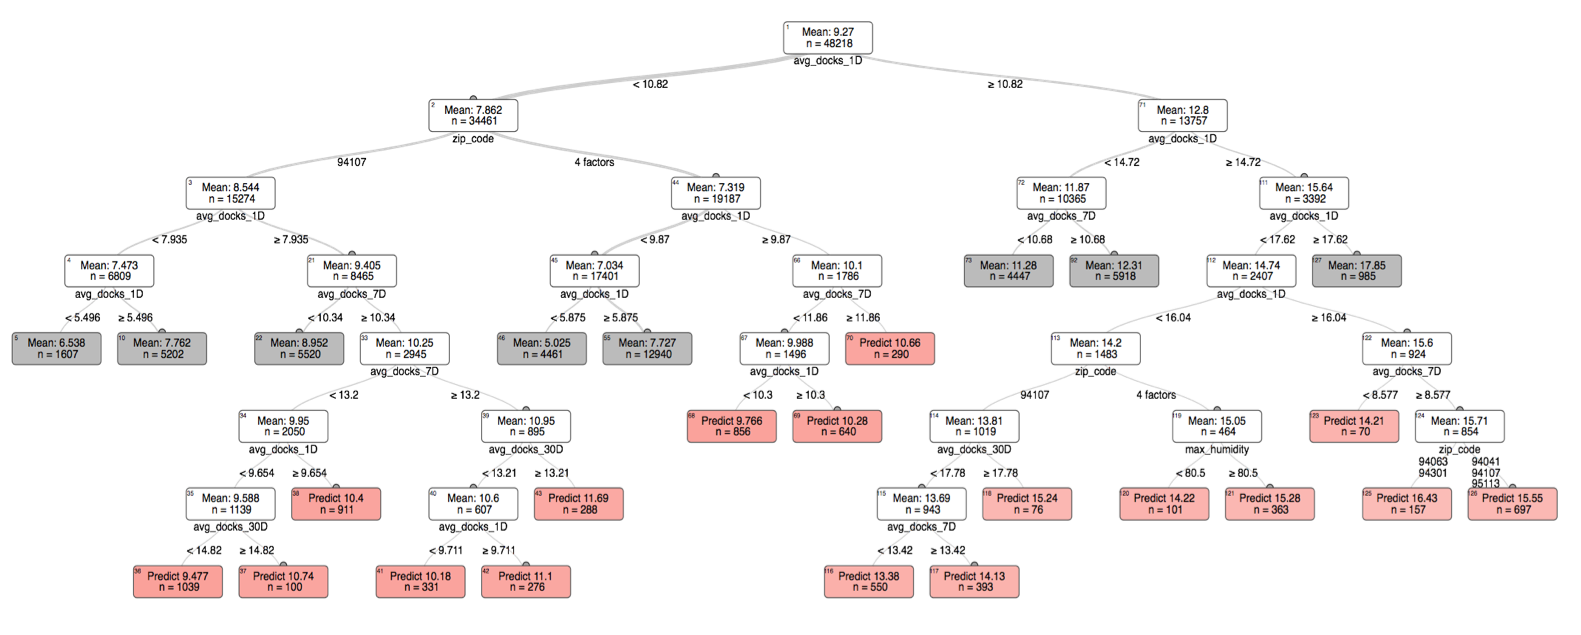 1
Mean: 9.27
n = 48218
avg_docks_1D
< 10.82
≥ 10.82
2
Mean: 7.862
n = 34461
zip_code
71
Mean: 12.8
n = 13757
avg_docks_1D
94107
4 factors
< 14.72
≥ 14.72
3
Mean: 8.544
n = 15274
avg_docks_1D
44
Mean: 7.319
n = 19187
avg_docks_1D
72
Mean: 11.87
n = 10365
avg_docks_7D
111
Mean: 15.64
n = 3392
avg_docks_1D
< 7.935
≥ 7.935
< 9.87
≥ 9.87
< 10.68
≥ 10.68
< 17.62
≥ 17.62
4
Mean: 7.473
n = 6809
avg_docks_1D
21
Mean: 9.405
n = 8465
avg_docks_7D
45
Mean: 7.034
n = 17401
avg_docks_1D
66
Mean: 10.1
n = 1786
avg_docks_7D
73
Mean: 11.28
n = 4447
92
Mean: 12.31
n = 5918
112
Mean: 14.74
n = 2407
avg_docks_1D
127
Mean: 17.85
n = 985
< 5.496
≥ 5.496
< 10.34
≥ 10.34
< 5.875
≥ 5.875
< 11.86
≥ 11.86
< 16.04
≥ 16.04
5
Mean: 6.538
n = 1607
10
Mean: 7.762
n = 5202
22
Mean: 8.952
n = 5520
33
Mean: 10.25
n = 2945
avg_docks_7D
46
Mean: 5.025
n = 4461
55
Mean: 7.727
n = 12940
67
Mean: 9.988
n = 1496
avg_docks_1D
70
Predict 10.66
n = 290
113
Mean: 14.2
n = 1483
zip_code
122
Mean: 15.6
n = 924
avg_docks_7D
< 13.2
≥ 13.2
< 10.3
≥ 10.3
94107
4 factors
< 8.577
≥ 8.577
34
Mean: 9.95
n = 2050
avg_docks_1D
39
Mean: 10.95
n = 895
avg_docks_30D
68
Predict 9.766
n = 856
69
Predict 10.28
n = 640
114
Mean: 13.81
n = 1019
avg_docks_30D
119
Mean: 15.05
n = 464
max_humidity
123
Predict 14.21
n = 70
124
Mean: 15.71
n = 854
zip_code
< 9.654
≥ 9.654
< 13.21
≥ 13.21
< 17.78
≥ 17.78
< 80.5
≥ 80.5
94063
94301
94041
94107
95113
35
Mean: 9.588
n = 1139
avg_docks_30D
38
Predict 10.4
n = 911
40
Mean: 10.6
n = 607
avg_docks_1D
43
Predict 11.69
n = 288
115
Mean: 13.69
n = 943
avg_docks_7D
118
Predict 15.24
n = 76
120
Predict 14.22
n = 101
121
Predict 15.28
n = 363
125
Predict 16.43
n = 157
126
Predict 15.55
n = 697
< 14.82
≥ 14.82
< 9.711
≥ 9.711
< 13.42
≥ 13.42
36
Predict 9.477
n = 1039
37
Predict 10.74
n = 100
41
Predict 10.18
n = 331
42
Predict 11.1
n = 276
116
Predict 13.38
n = 550
117
Predict 14.13
n = 393